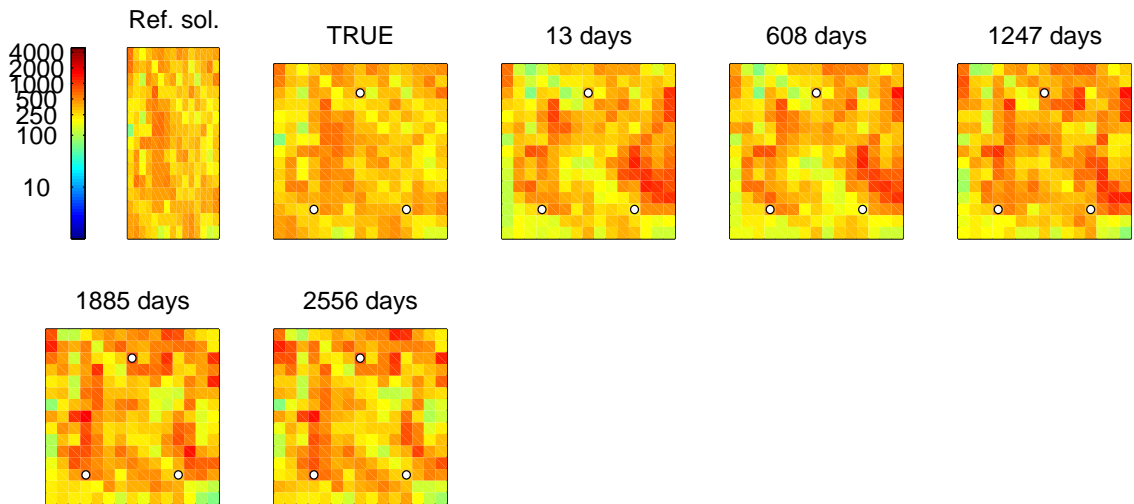 Ref. sol.
TRUE
13 days
608 days
1247 days
4000
2000
1000
500
250
100
10
1885 days
2556 days